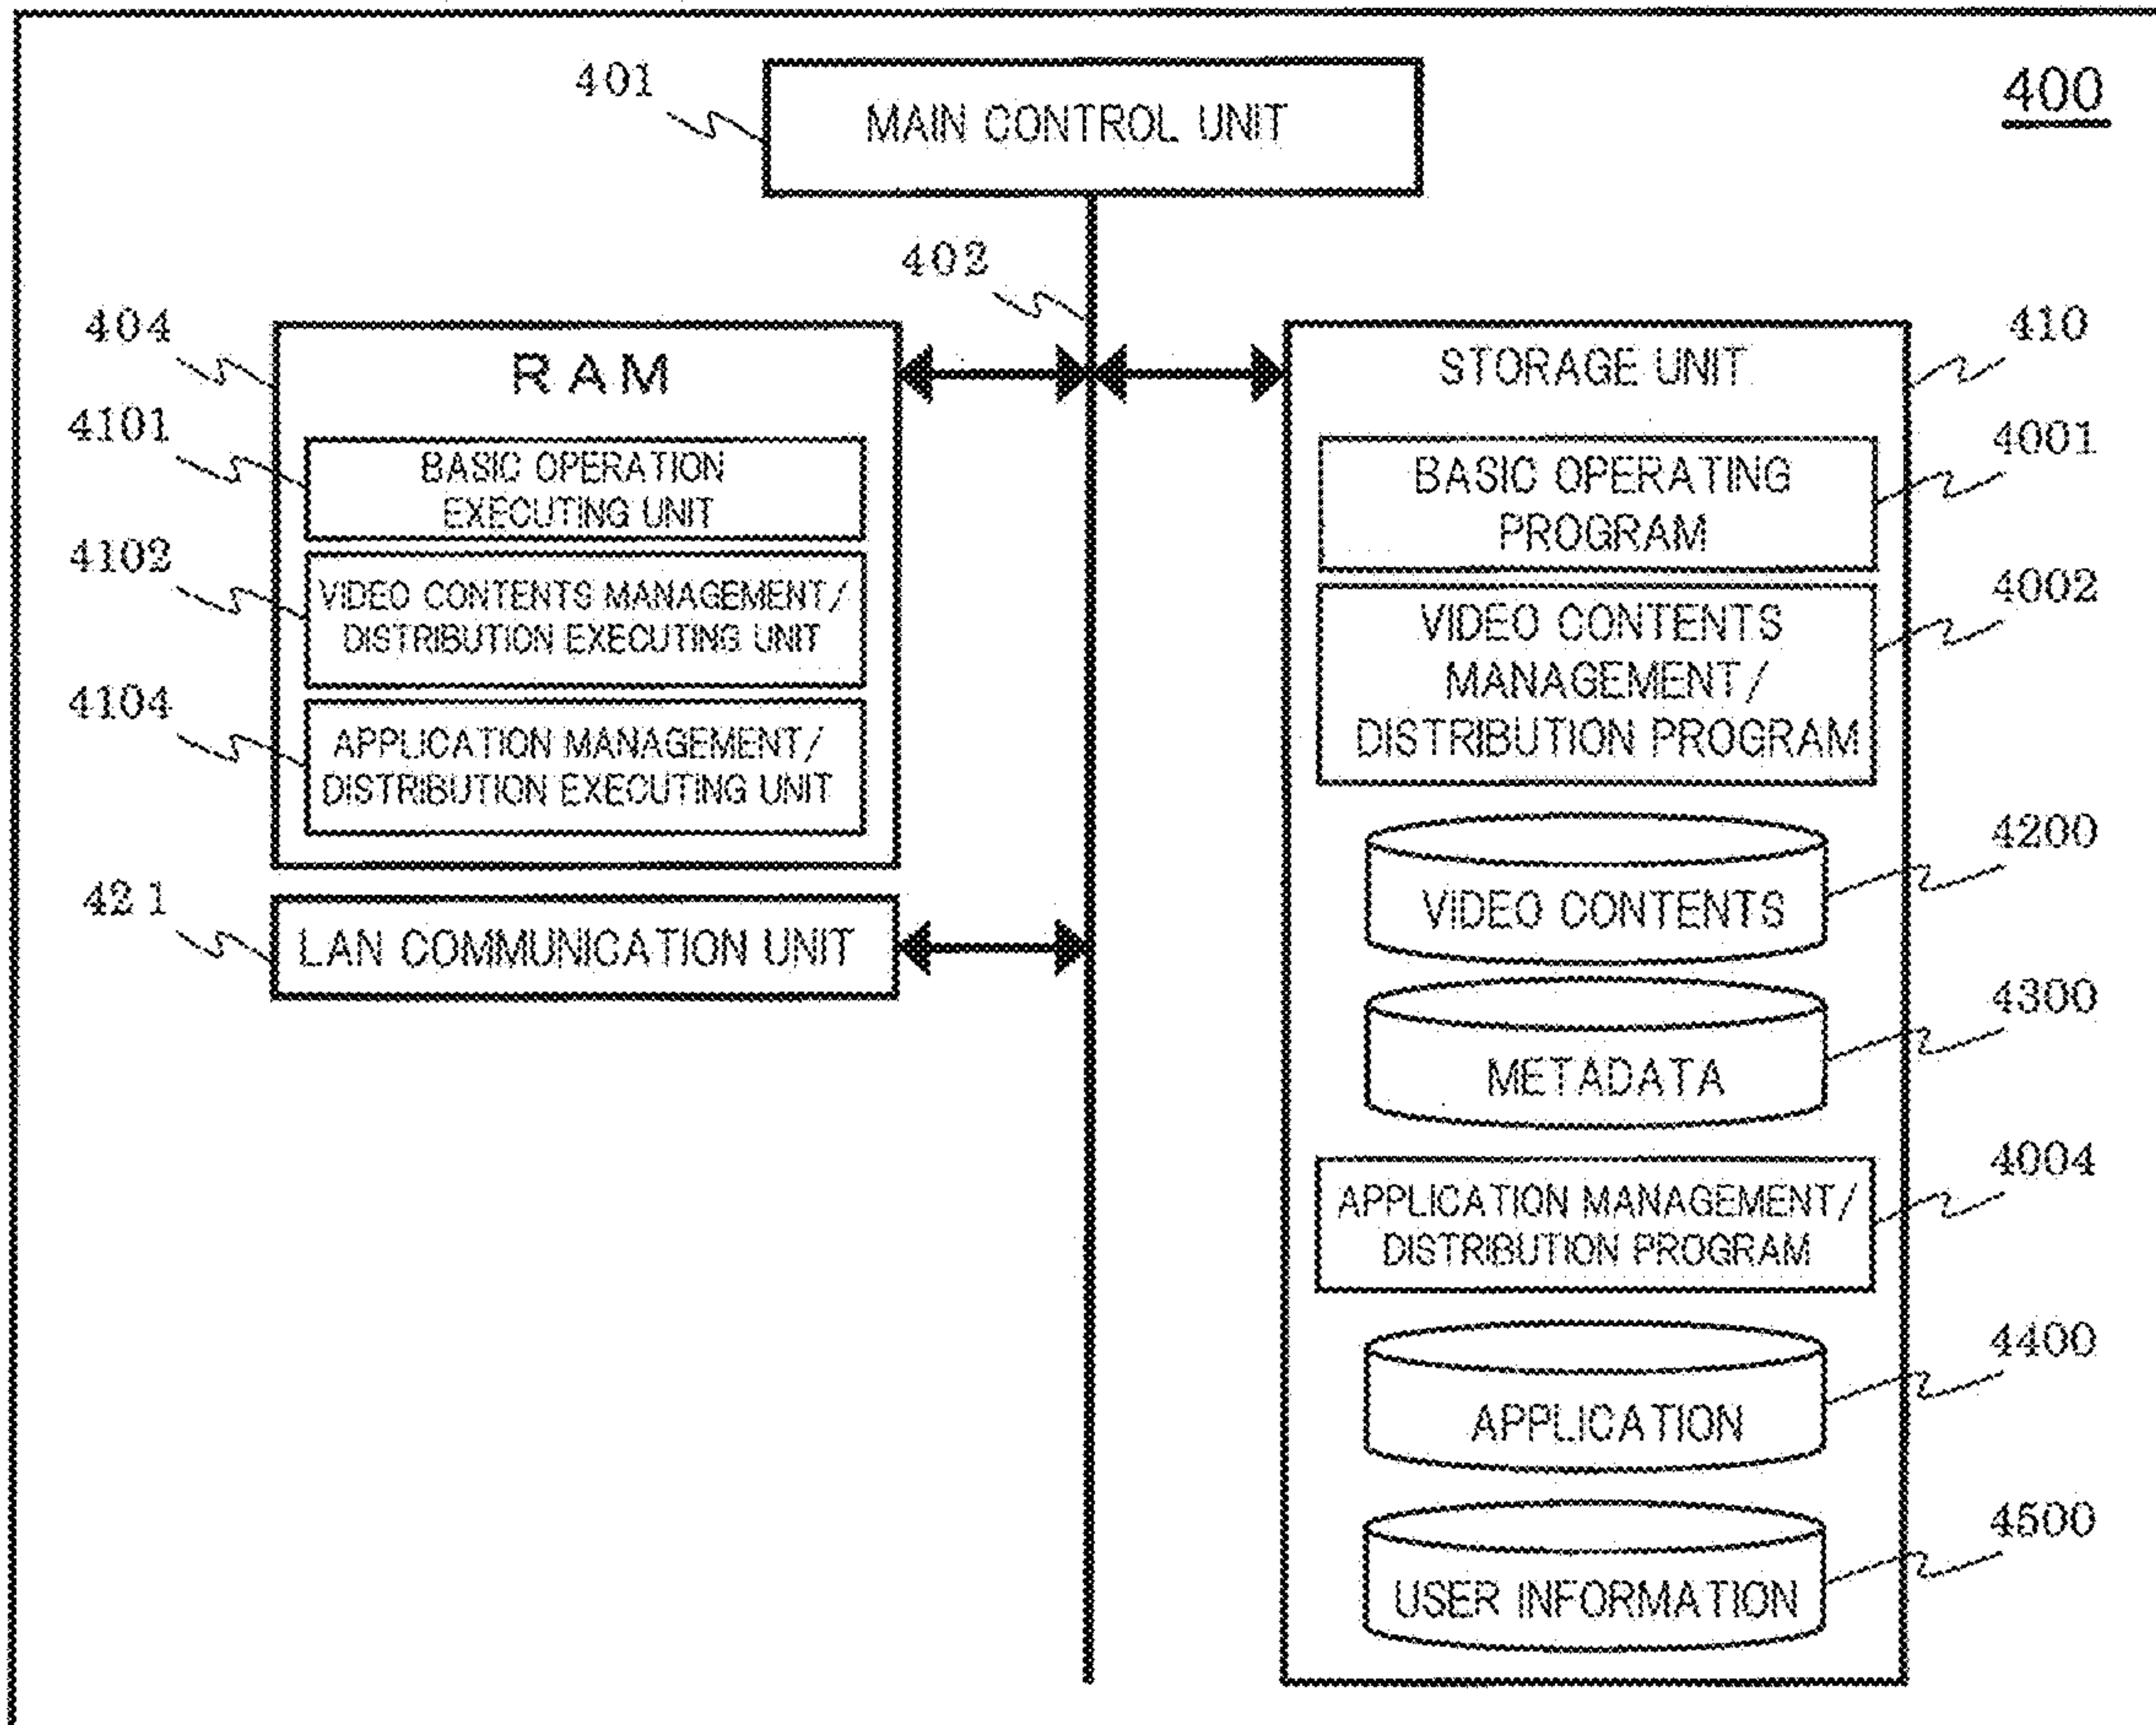 400
401
MAIN CONTROL UNIT
402
404
RAM
4101
BASIC OPERATION
EXECUTING UNIT
4102
VIDEO CONTENTS MANAGEMENT/
DISTRIBUTION EXECUTING UNIT
4104
APPLICATION MANAGEMENT/
DISTRIBUTION EXECUTING UNIT
421
LAN COMMUNICATION UNIT
410
STORAGE UNIT
4001
BASIC OPERATING
PROGRAM
4002
VIDEO CONTENTS
MANAGEMENT/
DISTRIBUTION PROGRAM
4200
VIDEO CONTENTS
4300
METADATA
4004
APPLICATION MANAGEMENT/
DISTRIBUTION PROGRAM
4400
APPLICATION
4500
USER INFORMATION